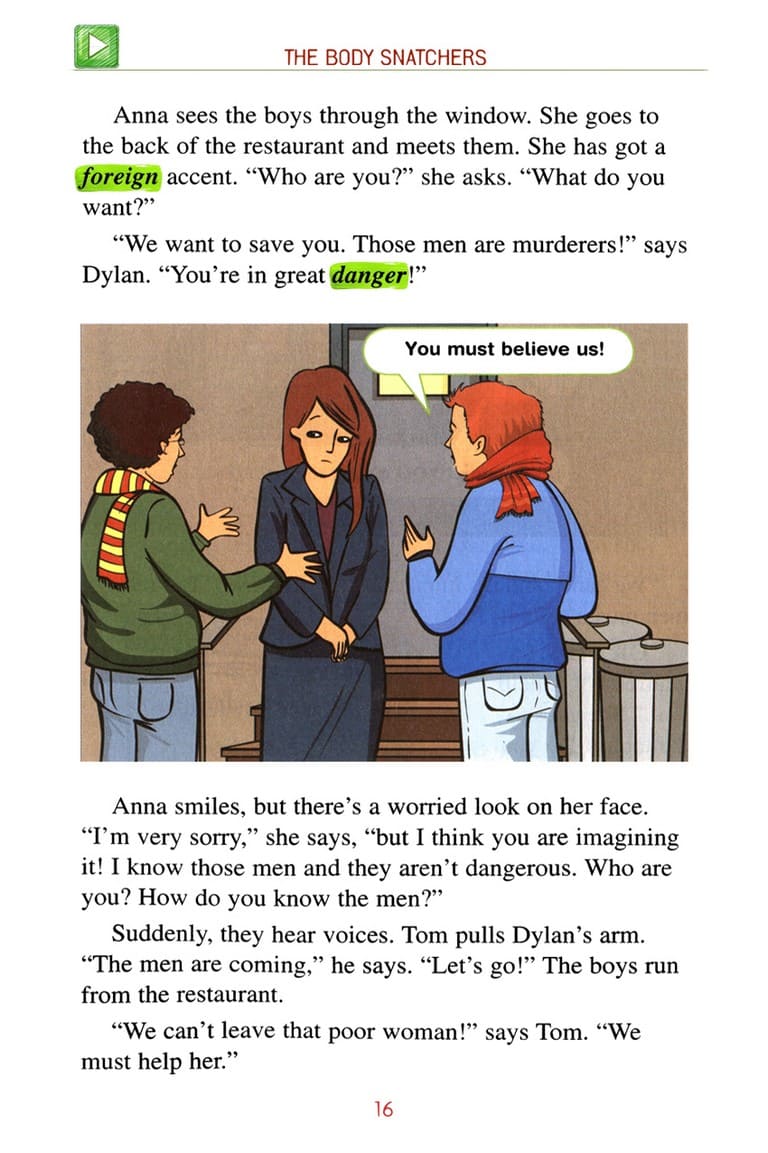 THE BODY SNATCHERS
Anna sees the boys through the window. She goes to
the back of the restaurant and meets them. She has got a
foreign accent. “Who are you?” she asks. “What do you
want?”
“We want to save you. Those men are murderers!” says
Dylan. “You’re in great danger!”
You must believe us!
Anna smiles, but there’s a worried look on her face.
“I’m very sorry,” she says, “but I think you are imagining
it! I know those men and they aren’t dangerous. Who are
you? How do you know the men?”
Suddenly, they hear voices. Tom pulls Dylan’s arm.
“The men are coming,” he says. “Let’s go!” The boys run
from the restaurant.
“We can’t leave that poor woman!” says Tom. “We
must help her.”
16